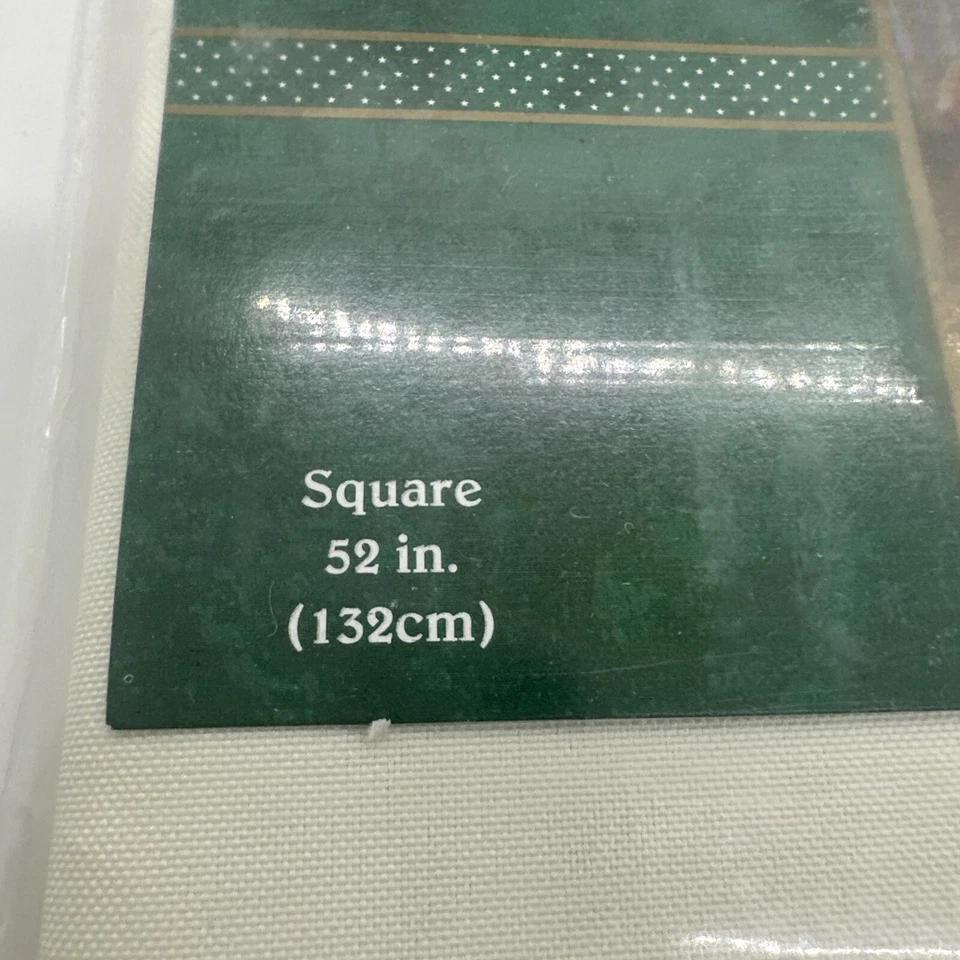 Square
52 in.
(132cm)